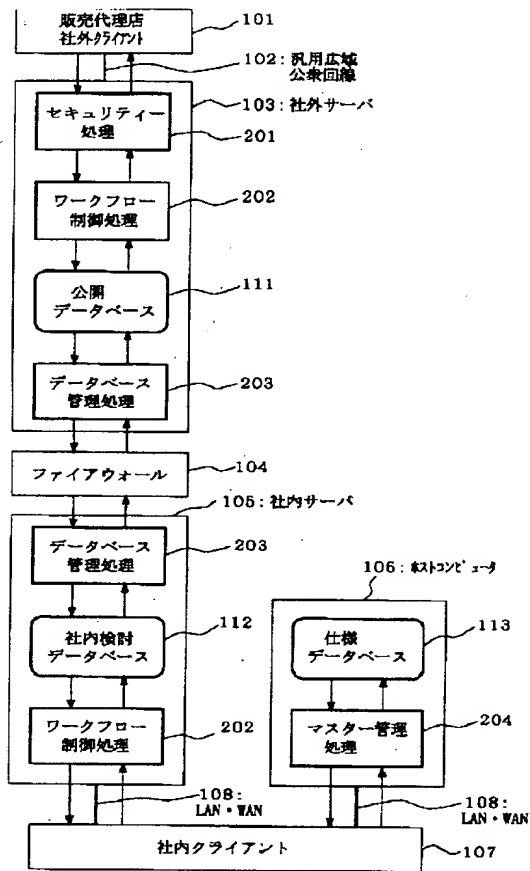 販売代理店
社外クライアント
101
102:汎用広域
公衆回線
103:社外サーバ
セキュリティー
処理
201
ワークフロー
制御処理
202
公開
データベース
111
データベース
管理処理
203
ファイアウォール
104
105:社内サーバ
データベース
管理処理
203
106:ホストコンピュータ
社内検討
データベース
112
仕様
データベース
113
ワークフロー
制御処理
202
マスター管理
処理
204
108:
LAN・WAN
108:
LAN・WAN
社内クライアント
107